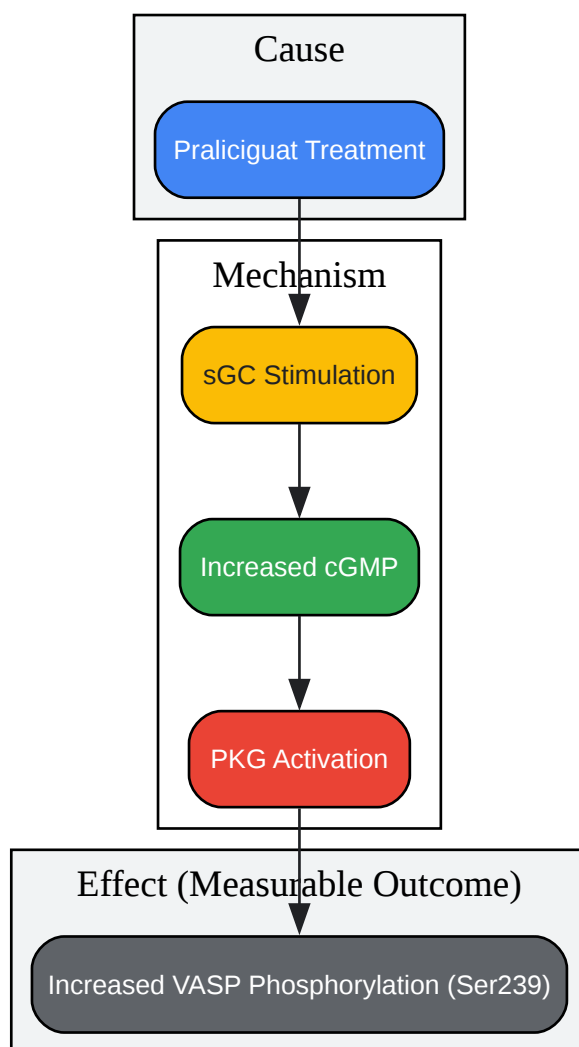 Cause
Praliciguat Treatment
Mechanism
sGC Stimulation
Increased cGMP
PKG Activation
Effect (Measurable Outcome)
Increased VASP Phosphorylation (Ser239)